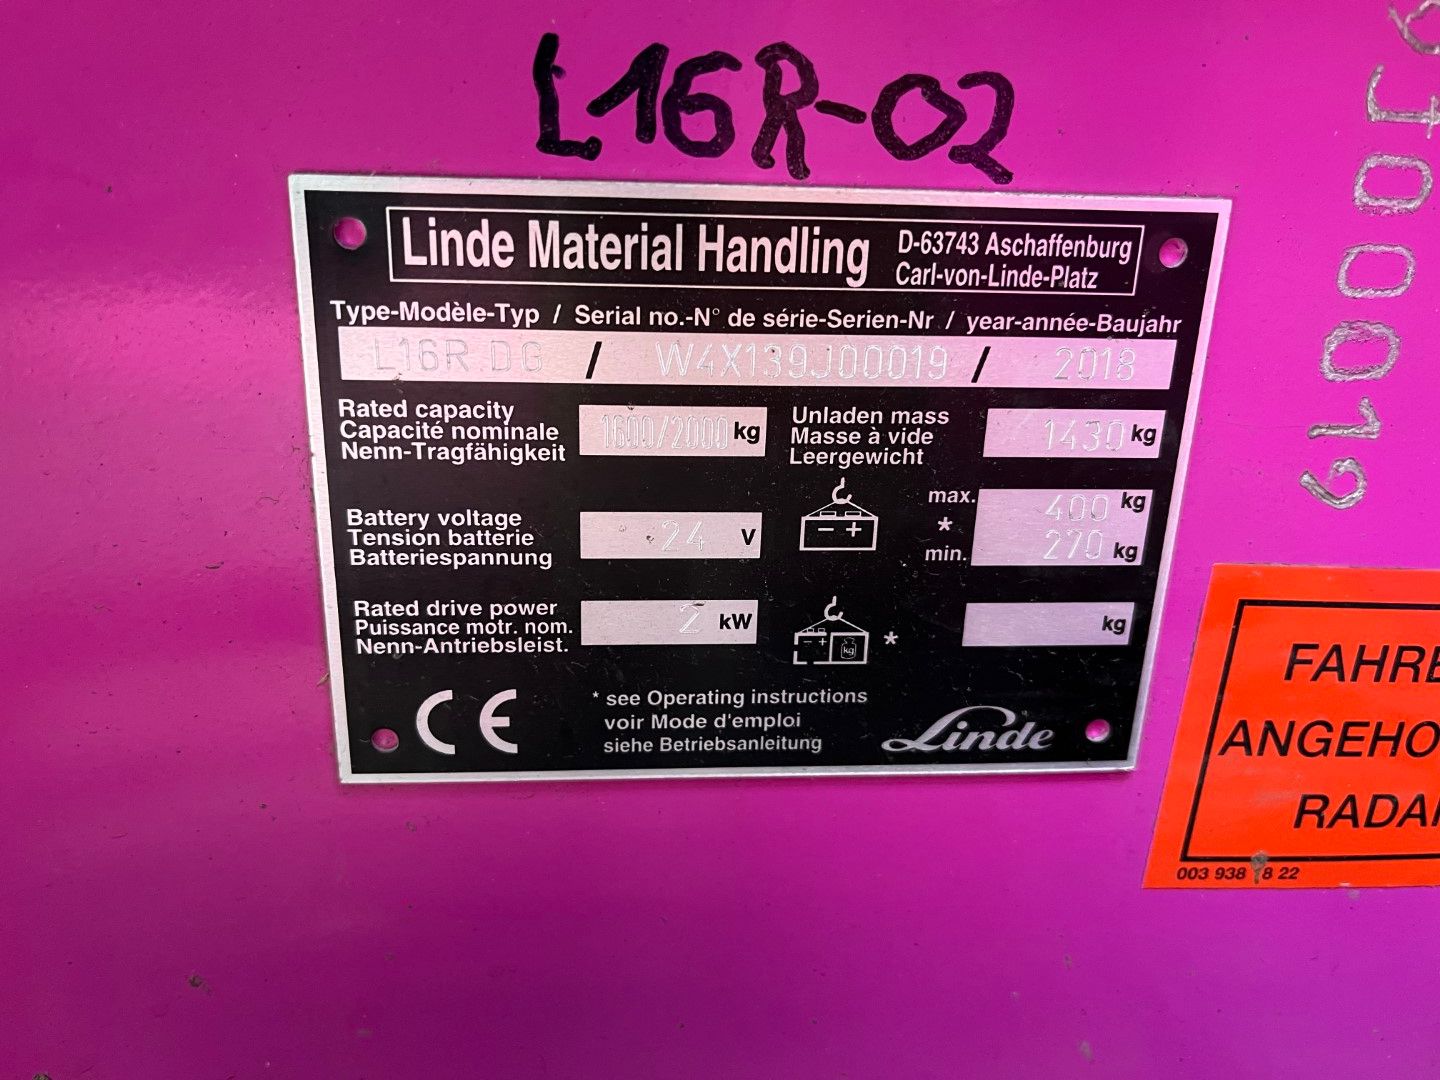 L16R-02
Linde Material Handling
D-63743 Aschaffenburg
Carl-von-Linde-Platz
Type-Modèle-Typ / Serial no.-N° de série-Serien-Nr / year-année-Baujahr
L16R DG / W4X139J00019 / 2018
Rated capacity
Capacité nominale
Nenn-Tragfähigkeit
1600/2000 kg
Unladen mass
Masse à vide
Leergewicht
1430 kg
Battery voltage
Tension batterie
Batteriespannung
24 V
- +
max. 400 kg
*
min. 270 kg
Rated drive power
Puissance motr. nom.
Nenn-Antriebsleist.
2 kW
- + kg *
kg
CE
* see Operating instructions
voir Mode d'emploi
siehe Betriebsanleitung
Linde
9J00019
FAHRE
ANGEHO
RADA
003 938 8 22